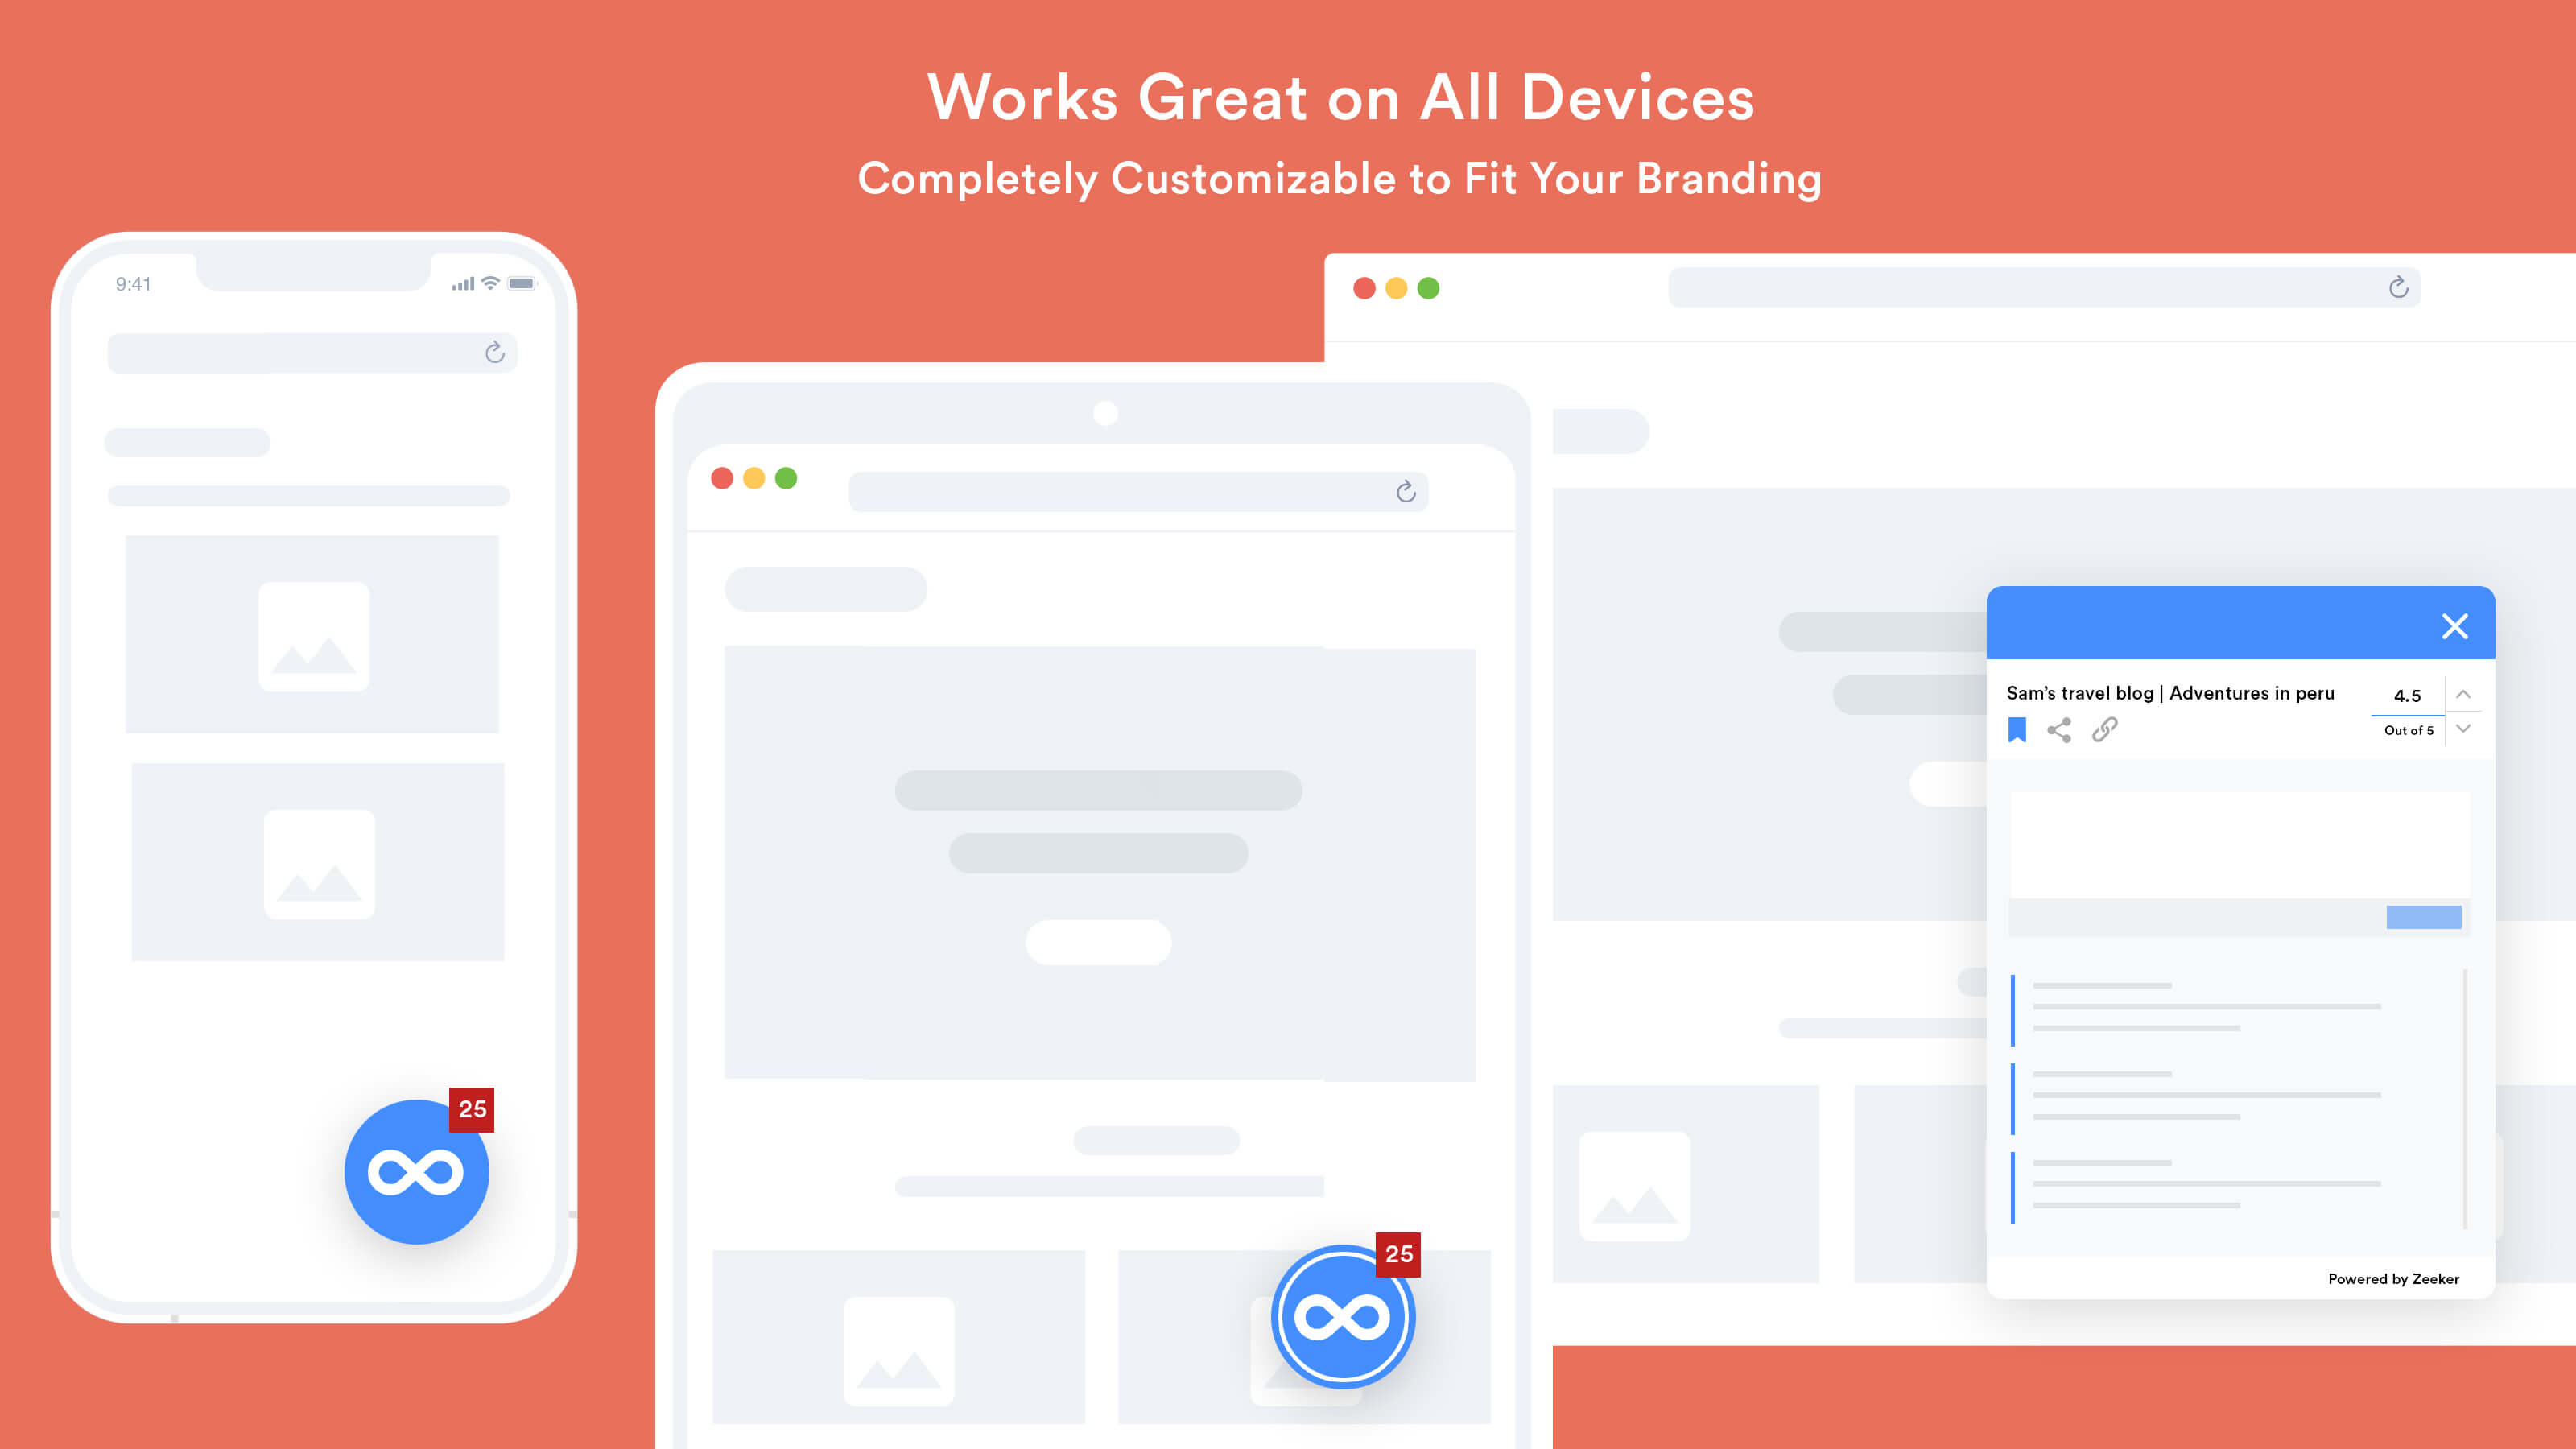 Works Great on All Devices
Completely Customizable to Fit Your Branding
9:41
25
25
Sam's travel blog | Adventures in peru
4.5
Out of 5
Powered by Zeeker